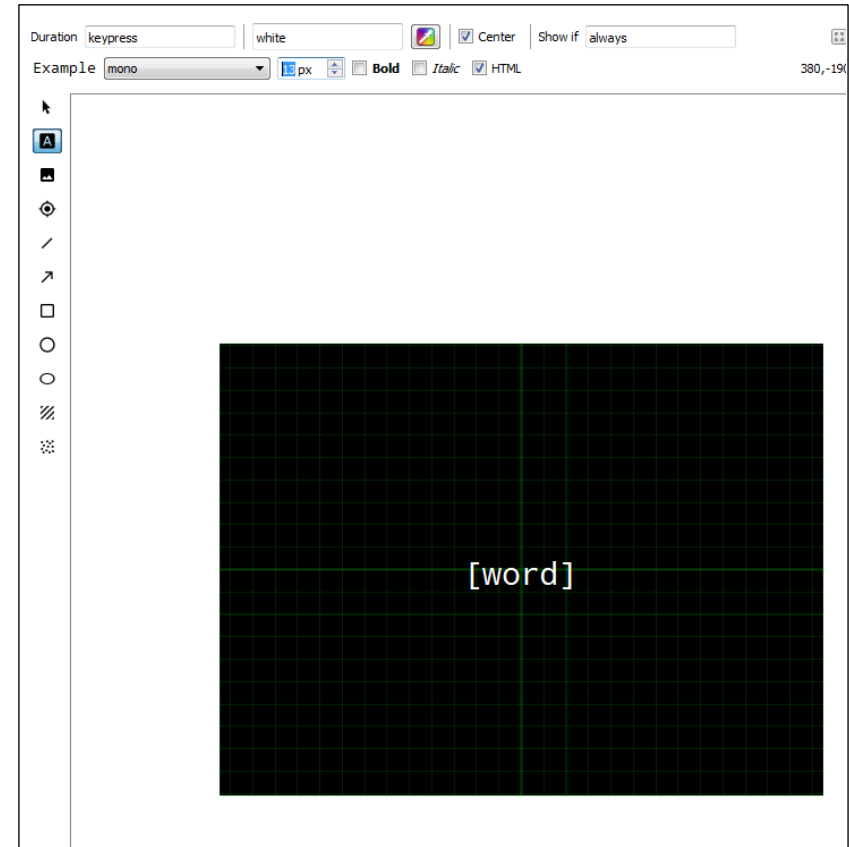 Duration keypress white Center Show if always
Example mono 13 px Bold Italic HTML 380,-190
A
[word]